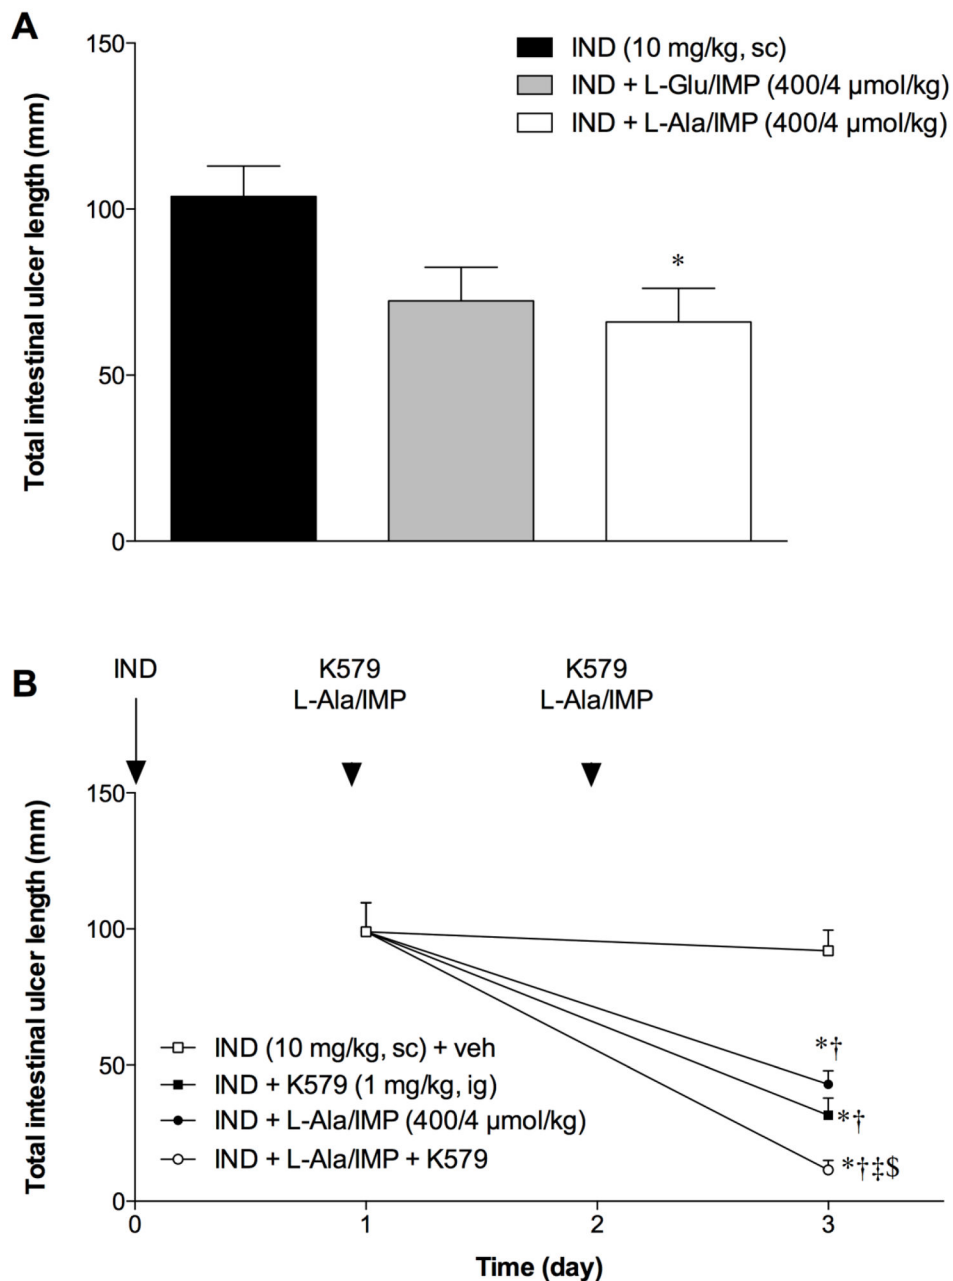 A
150
100
50
0
Total intestinal ulcer length (mm)
IND (10 mg/kg, sc)
IND + L-Glu/IMP (400/4 µmol/kg)
IND + L-Ala/IMP (400/4 µmol/kg)
*
B
IND
K579
L-Ala/IMP
K579
L-Ala/IMP
150
100
50
0
Total intestinal ulcer length (mm)
IND (10 mg/kg, sc) + veh
IND + K579 (1 mg/kg, ig)
IND + L-Ala/IMP (400/4 µmol/kg)
IND + L-Ala/IMP + K579
*†
*†
*†‡$
0 1 2 3
Time (day)